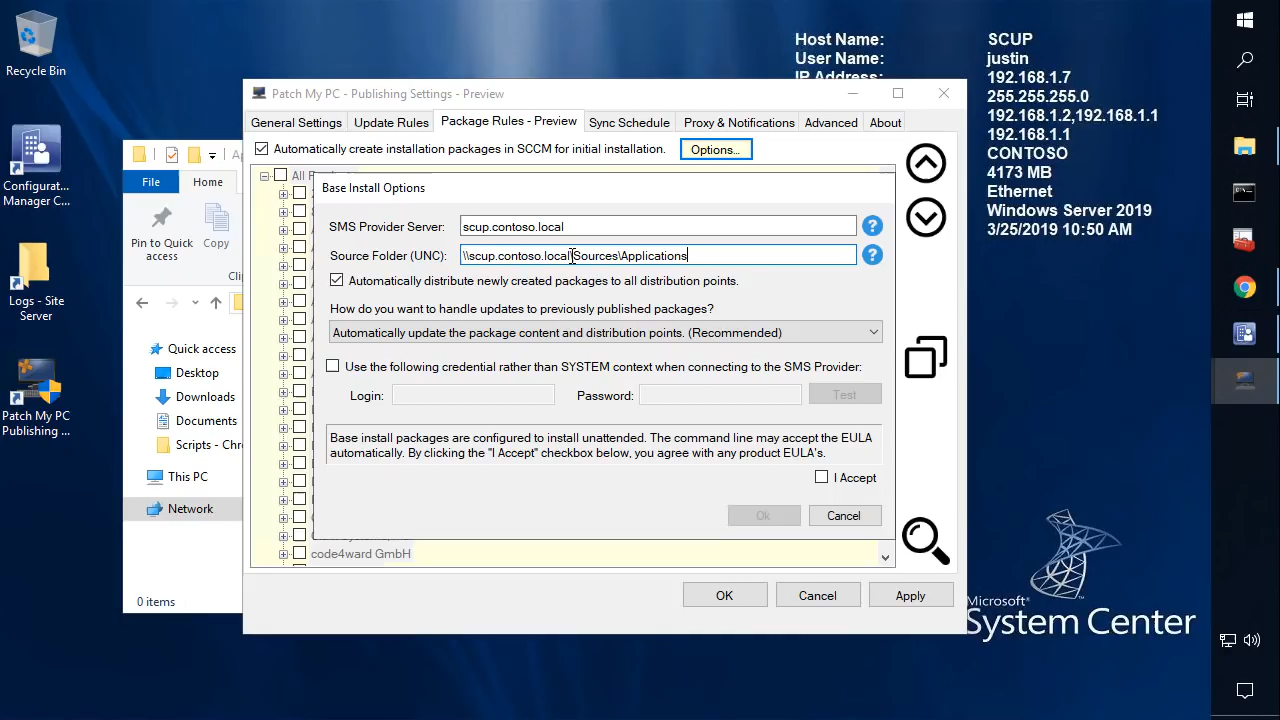 Recycle Bin
Configurat...
Manager C...
Logs - Site
Server
Patch My PC
Publishing ...
Host Name: SCUP
User Name: justin
IP Address: 192.168.1.7
255.255.255.0
192.168.1.2,192.168.1.1
192.168.1.1
CONTOSO
4173 MB
Ethernet
Windows Server 2019
3/25/2019 4:10:50 AM
File
Home
Pin to Quick
access
Copy
Quick access
Desktop
Downloads
Documents
Scripts - Chr
This PC
Network
0 items
Patch My PC - Publishing Settings - Preview
General Settings
Update Rules
Package Rules - Preview
Sync Schedule
Proxy & Notifications
Advanced
About
Automatically create installation packages in SCCM for initial installation.
Options...
Base Install Options
SMS Provider Server: scup.contoso.local
Source Folder (UNC): \\scup.contoso.local\Sources\Applications
Automatically distribute newly created packages to all distribution points.
How do you want to handle updates to previously published packages?
Automatically update the package content and distribution points. (Recommended)
Use the following credential rather than SYSTEM context when connecting to the SMS Provider:
Login:
Password:
Test
Base install packages are configured to install unattended. The command line may accept the EULA
automatically. By clicking the "I Accept" checkbox below, you agree with any product EULA's.
I Accept
Ok
Cancel
code4ward GmbH
OK
Cancel
Apply
Microsoft®
System Center